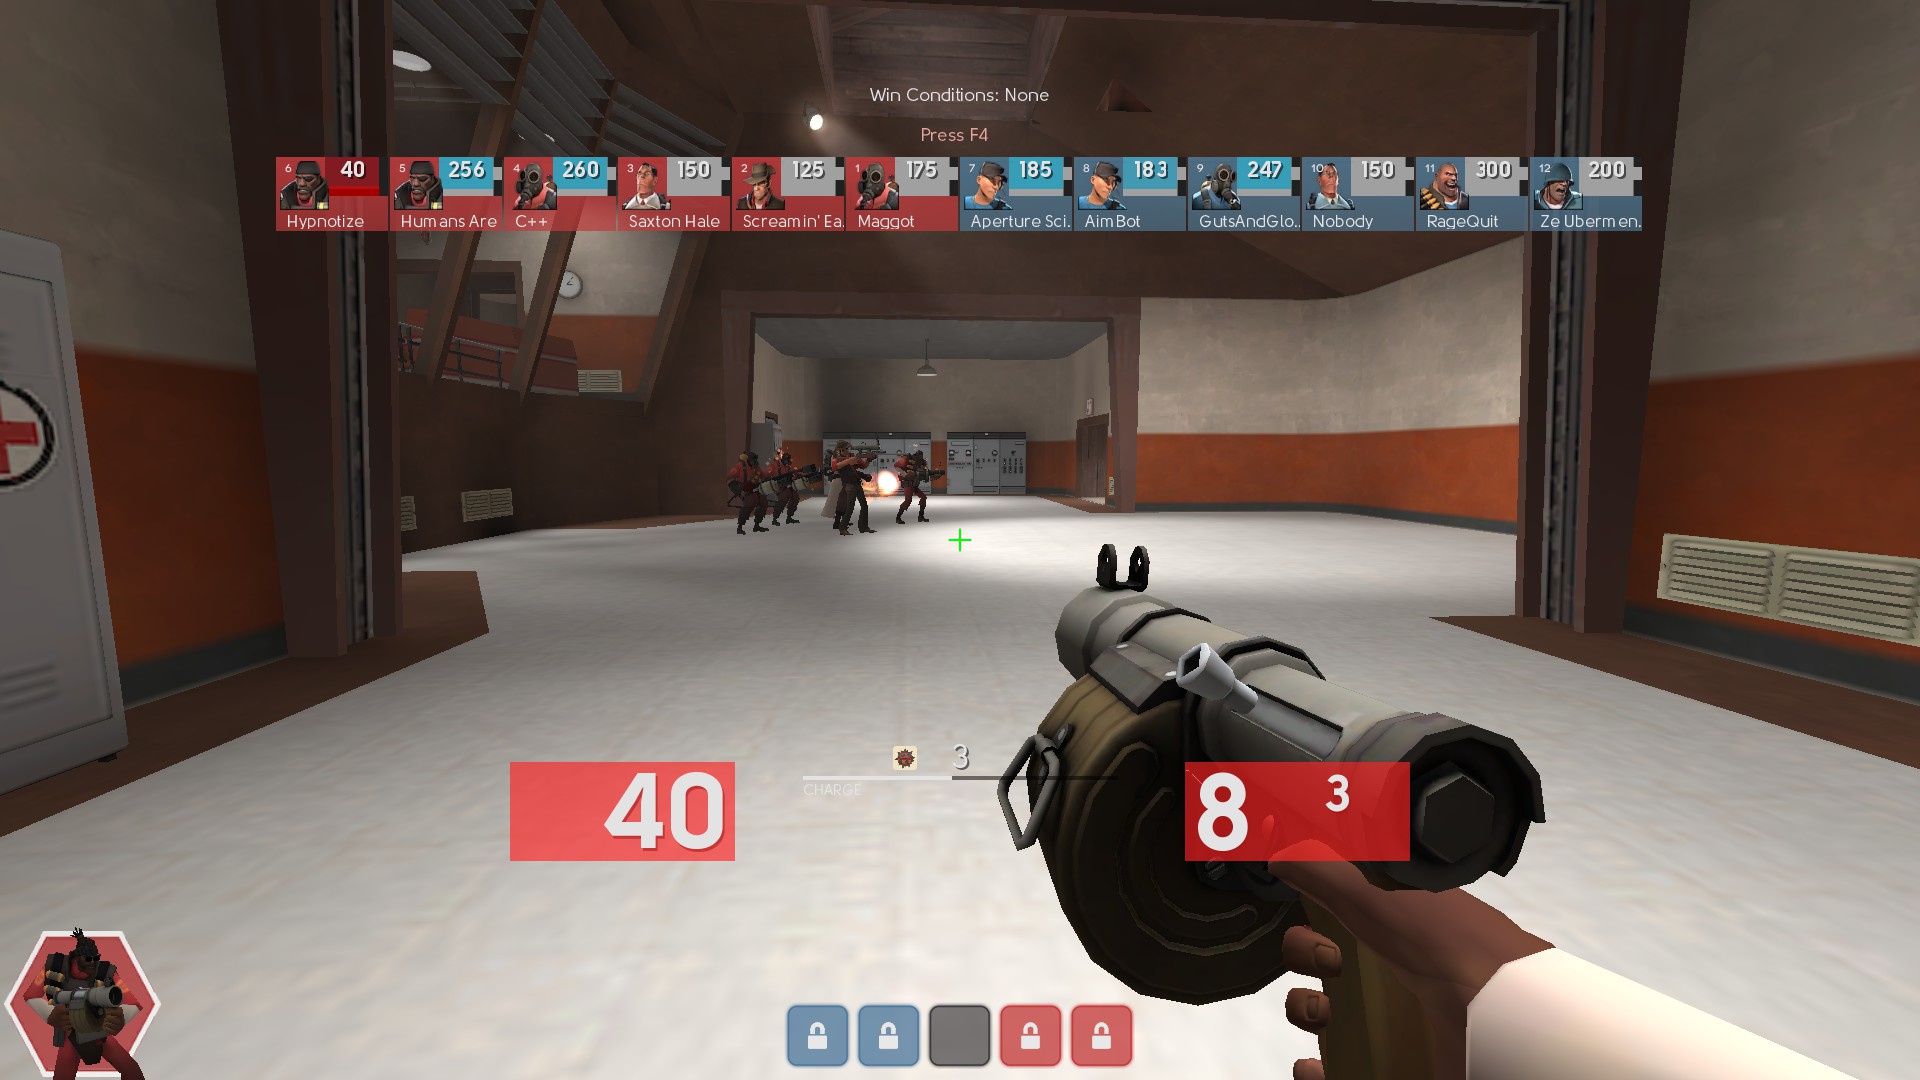 Win Conditions: None
Press F4
6 40 5 256 4 260 3 150 2 125 1 175 7 185 8 183 9 247 10 150 11 300 12 200
Hypnotize Humans Are C++ Saxton Hale Screamin' Ea. Maggot Aperture Sci. AimBot GutsAndGlo.. Nobody RageQuit Ze Ubermen.
3
CHARGE
40 8 3